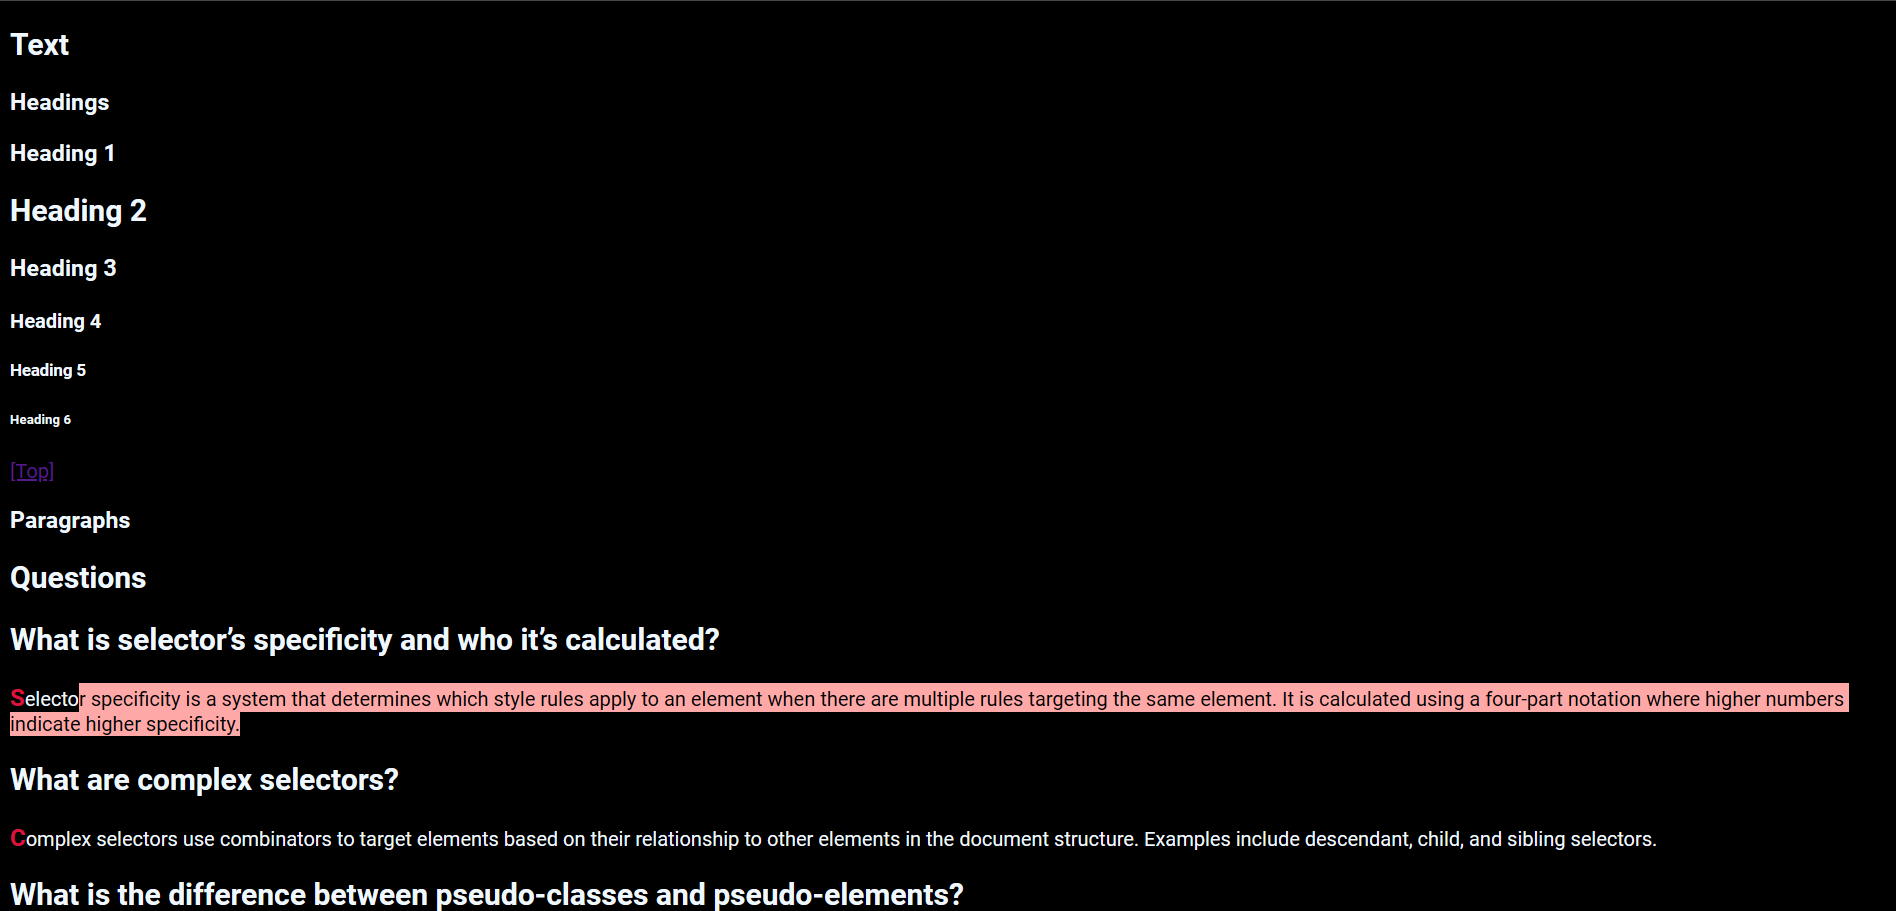 Text
Headings
Heading 1
Heading 2
Heading 3
Heading 4
Heading 5
Heading 6
[Top]
Paragraphs
Questions
What is selector’s specificity and who it’s calculated?
Selector specificity is a system that determines which style rules apply to an element when there are multiple rules targeting the same element. It is calculated using a four-part notation where higher numbers
indicate higher specificity.
What are complex selectors?
Complex selectors use combinators to target elements based on their relationship to other elements in the document structure. Examples include descendant, child, and sibling selectors.
What is the difference between pseudo-classes and pseudo-elements?